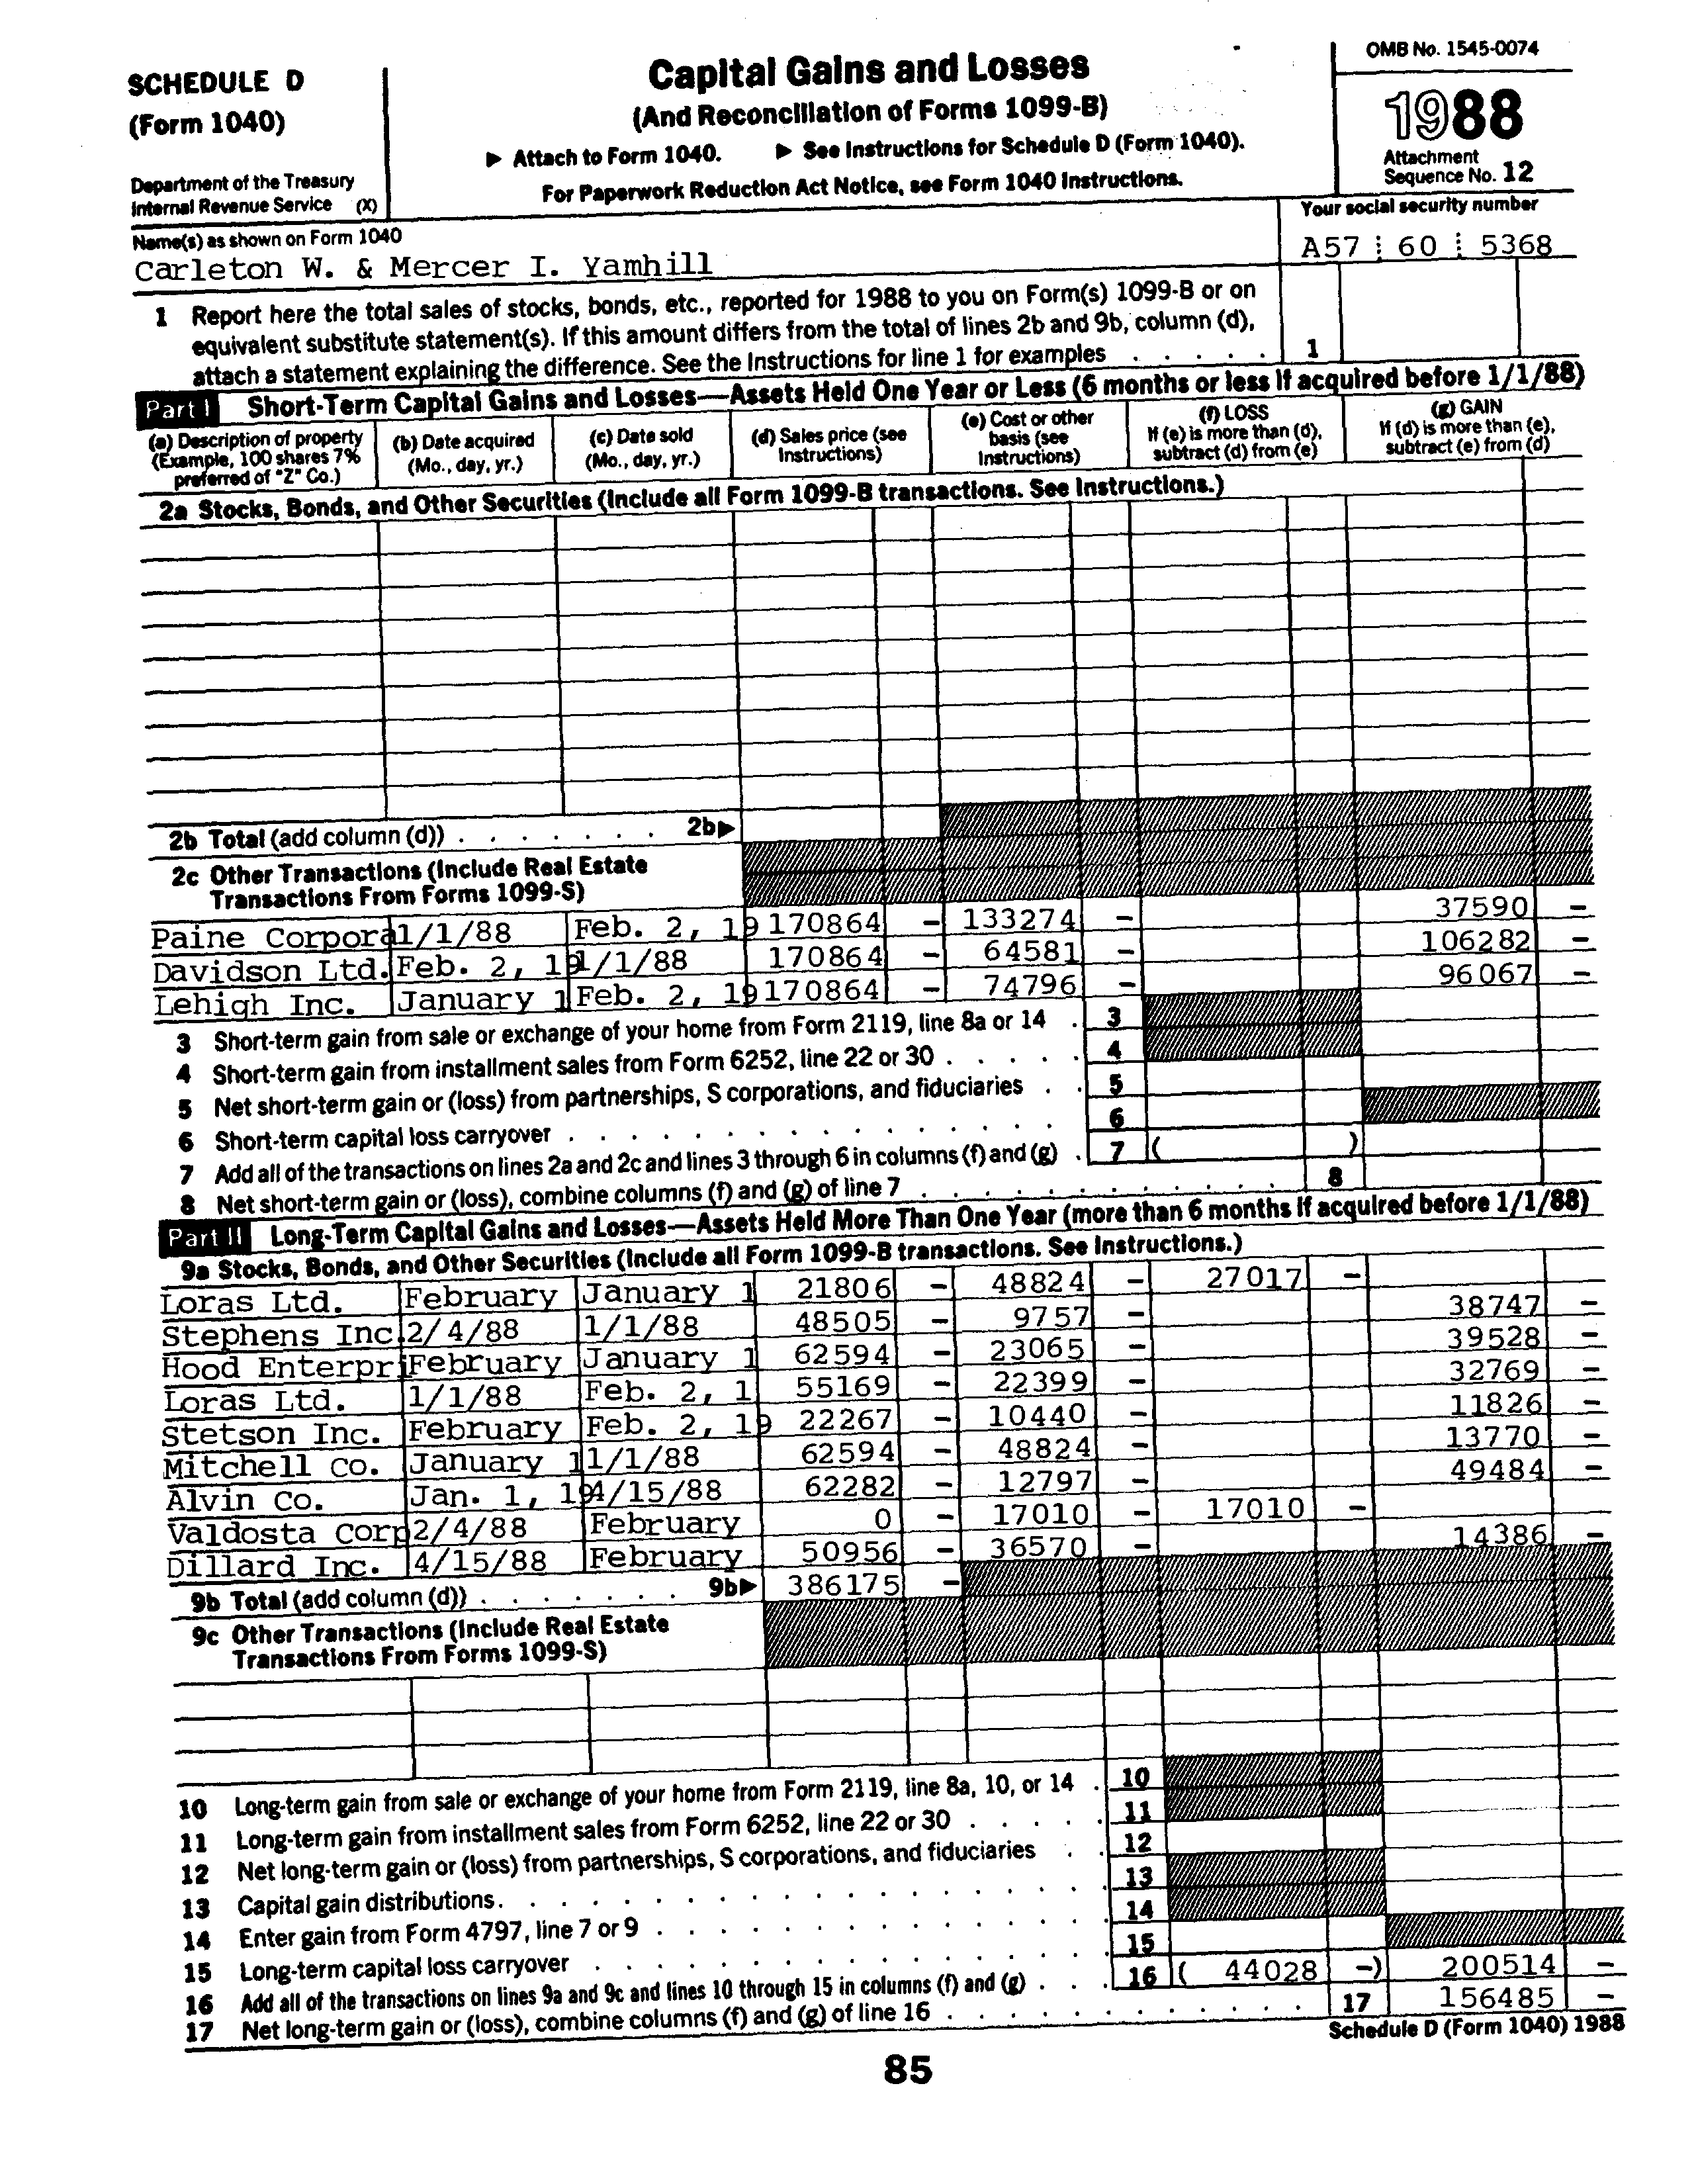 SCHEDULE D
(Form 1040)
Department of the Treasury
Internal Revenue Service (X)
Capital Gains and Losses
(And Reconciliation of Forms 1099-B)
▶ Attach to Form 1040. ▶ See Instructions for Schedule D (Form 1040).
For Paperwork Reduction Act Notice, see Form 1040 Instructions.
OMB No. 1545-0074
1988
Attachment
Sequence No. 12
Name(s) as shown on Form 1040
Carleton W. & Mercer I. Yamhill
Your social security number
A57 60 5368
1 Report here the total sales of stocks, bonds, etc., reported for 1988 to you on Form(s) 1099-B or on
equivalent substitute statement(s). If this amount differs from the total of lines 2b and 9b, column (d),
attach a statement explaining the difference. See the Instructions for line 1 for examples . . . . . 1
Part I Short-Term Capital Gains and Losses—Assets Held One Year or Less (6 months or less if acquired before 1/1/88)
(a) Description of property
(Example, 100 shares 7%
preferred of "Z" Co.)
(b) Date acquired
(Mo., day, yr.)
(c) Date sold
(Mo., day, yr.)
(d) Sales price (see
Instructions)
(e) Cost or other
basis (see
Instructions)
(f) LOSS
If (e) is more than (d),
subtract (d) from (e)
(g) GAIN
If (d) is more than (e),
subtract (e) from (d)
2a Stocks, Bonds, and Other Securities (Include all Form 1099-B transactions. See Instructions.)
2b Total (add column (d)) . . . . . . . 2b▶
2c Other Transactions (Include Real Estate
Transactions From Forms 1099-S)
Paine Corpora 1/1/88 Feb. 2, 19 170864 - 133274 - 37590 -
Davidson Ltd. Feb. 2, 19 1/1/88 170864 - 64581 - 106282 -
Lehigh Inc. January 1 Feb. 2, 19 170864 - 74796 - 96067 -
3 Short-term gain from sale or exchange of your home from Form 2119, line 8a or 14 . 3
4 Short-term gain from installment sales from Form 6252, line 22 or 30 . . . . . 4
5 Net short-term gain or (loss) from partnerships, S corporations, and fiduciaries . . 5
6 Short-term capital loss carryover . . . . . . . . . . . . . . . 6
7 Add all of the transactions on lines 2a and 2c and lines 3 through 6 in columns (f) and (g) . 7 ( )
8 Net short-term gain or (loss), combine columns (f) and (g) of line 7 . . . . . . . . . . . . 8
Part II Long-Term Capital Gains and Losses—Assets Held More Than One Year (more than 6 months if acquired before 1/1/88)
9a Stocks, Bonds, and Other Securities (Include all Form 1099-B transactions. See Instructions.)
Loras Ltd. February January 1 21806 - 48824 - 27017 -
Stephens Inc. 2/4/88 1/1/88 48505 - 9757 - 38747 -
Hood Enterpri February January 1 62594 - 23065 - 39528 -
Loras Ltd. 1/1/88 Feb. 2, 1 55169 - 22399 - 32769 -
Stetson Inc. February Feb. 2, 19 22267 - 10440 - 11826 -
Mitchell Co. January 1 1/1/88 62594 - 48824 - 13770 -
Alvin Co. Jan. 1, 19 4/15/88 62282 - 12797 - 49484 -
Valdosta Corp 2/4/88 February 0 - 17010 - 17010 -
Dillard Inc. 4/15/88 February 50956 - 36570 - 14386 -
9b Total (add column (d)) . . . . . . . 9b▶ 386175 -
9c Other Transactions (Include Real Estate
Transactions From Forms 1099-S)
10 Long-term gain from sale or exchange of your home from Form 2119, line 8a, 10, or 14 . 10
11 Long-term gain from installment sales from Form 6252, line 22 or 30 . . . . . 11
12 Net long-term gain or (loss) from partnerships, S corporations, and fiduciaries . . 12
13 Capital gain distributions . . . . . . . . . . . . . . . . . 13
14 Enter gain from Form 4797, line 7 or 9 . . . . . . . . . . . . . 14
15 Long-term capital loss carryover . . . . . . . . . . . . . . . 15
16 Add all of the transactions on lines 9a and 9c and lines 10 through 15 in columns (f) and (g) . . . 16 ( 44028 -) 200514 -
17 Net long-term gain or (loss), combine columns (f) and (g) of line 16 . . . . . . . . . . . 17 156485 -
Schedule D (Form 1040) 1988
85